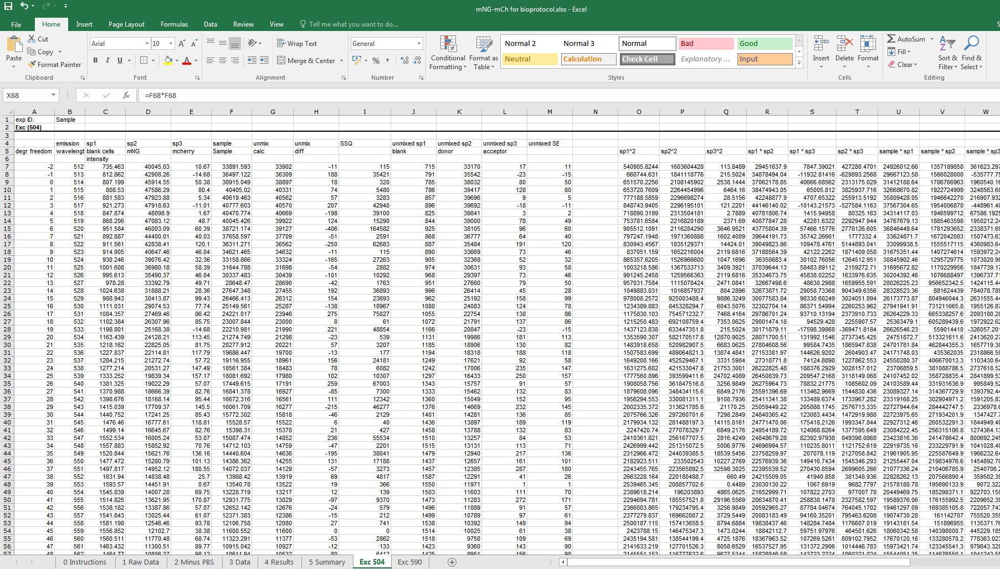 mNG-mCh for bioprotocol.xlsx - Excel
File Home Insert Page Layout Formulas Data Review View Tell me what you want to do...
Paste Cut Copy Format Painter Clipboard
Arial 10 Font
Wrap Text Merge & Center Alignment
General Number
Conditional Formatting Format as Table
Normal 2 Normal 3 Normal Bad Good
Neutral Calculation Check Cell Explanatory ... Input
Styles
Insert Delete Format Cells
AutoSum Fill Clear Sort & Filter Find & Select Editing
X68 fx =F68*F68
A B C D E F G H I J K L M N O P Q R S T U V W
1 exp ID: Sample
2 Exc (504)
3
4 emission sp1 sp2 sp3 sample unmix unmix SSQ unmixed sp1 unmixed sp2 unmixed sp3 unmixed SE
5 degr freedom wavelengt blank cells mNG mcherry Sample calc diff blank donor acceptor sp1^2 sp2^2 sp3^2 sp1 * sp2 sp1 * sp3 sp2 * sp3 sample * sp1 sample * sp2 sample * sp3
6 intensity
7 -2 512 735.463 40045.03 10.67 33891.593 33902 -11 115 715 33170 17 11 540905.8244 1603604428 113.8489 29451637.9 7847.39021 427280.4701 24926012.66 1357189858 361623.297
8 -1 513 812.862 42908.26 -14.68 36497.122 36309 188 35421 791 35542 -23 -15 660744.631 1841118776 215.5024 34878494.04 -11932.81416 -629893.2568 29667123.58 1566028000 -535777.75
9 0 514 807.199 45914.55 50.38 38915.049 38897 18 320 785 38032 80 50 651570.2256 2108145902 2538.1444 37062178.85 40666.68562 2313175.029 31412188.64 1786766963 1960540.16
10 1 515 808.53 47586.29 80.4 40405.02 40331 74 5480 786 39417 128 80 653720.7609 2264454996 6464.16 38474943.05 65005.812 3825937.716 32668670.82 1922724999 3248563.60
11 2 516 881.583 47923.88 5.34 40619.463 40562 57 3283 857 39696 9 5 777188.5859 2296698274 28.5156 42248877.9 4707.65322 255913.5192 35809428.05 1946642270 216907.932
12 3 517 921.273 47918.63 -11.01 40777.603 40570 207 42940 896 39692 -18 -11 848743.9405 2296195101 121.2201 44146140.02 -10143.21573 -527584.1163 37567304.65 1954006870 -448961.40
13 4 518 847.874 48098.9 1.67 40470.774 40669 -198 39100 825 39841 3 2 718890.3199 2313504181 2.7889 40781806.74 1415.94958 80325.163 34314117.03 1946599712 67586.1925
14 5 519 868.206 47083.12 48.7 40045.426 39922 124 15290 844 39000 78 49 753781.6584 2216820189 2371.69 40877847.28 42281.6322 2292947.944 34767679.13 1885463598 1950212.24
15 6 520 951.584 46003.09 60.39 38721.174 39127 -406 164582 925 38105 96 60 905512.1091 2116284290 3646.9521 43775804.39 57466.15776 2778126.605 36846449.64 1781293652 2338371.69
16 7 521 892.887 44400.01 40.03 37658.597 37709 -51 2591 868 36777 64 40 797247.1948 1971360888 1602.4009 39644191.73 35742.26661 1777332.4 33624871.7 1672042083 1507473.63
17 8 522 911.561 42838.41 120.1 36311.271 36562 -250 62683 887 35484 191 120 830943.4567 1835129371 14424.01 39049823.86 109478.4761 5144893.041 33099938.5 1555517115 4360983.64
18 9 523 914.905 40647.46 46.04 34621.465 34632 -11 115 890 33669 73 46 837051.159 1652216004 2119.6816 37188564.39 42122.2262 1871409.058 31675351.44 1407274614 1593972.24
19 10 524 930.246 39076.42 32.36 33158.866 33324 -165 27263 905 32368 52 32 865357.6205 1526966600 1047.1696 36350683.4 30102.76056 1264512.951 30845902.46 1295729775 1073020.90
20 11 525 1001.608 36980.18 58.39 31644.788 31698 -54 2882 974 30631 93 58 1003218.586 1367533713 3409.3921 37039644.13 58483.89112 2159272.71 31695672.82 1170229956 1847739.17
21 12 526 995.613 35490.37 46.04 30337.483 30439 -101 10292 968 29397 73 46 991245.2458 1259566363 2119.6816 35334673.75 45838.02252 1633976.635 30204392.46 1076688497 1396737.71
22 13 527 978.28 33392.79 49.71 28648.47 28690 -42 1763 951 27660 79 50 957031.7584 1115078424 2471.0841 32667498.6 48630.2988 1659955.591 28026225.23 956652342.5 1424115.44
23 14 528 1024.638 31888.21 28.36 27647.348 27455 192 36893 996 26414 45 28 1049883.031 1016857937 804.2896 32673871.72 29058.73368 904349.6356 28328523.36 881624439 784078.789
24 15 529 988.943 30413.87 99.43 26466.413 26312 154 23693 962 25192 158 99 978008.2572 925003488.4 9886.3249 30077583.84 98330.60249 3024051.094 26173773.87 804946044.3 2631555.44
25 16 530 1111.031 29074.53 77.74 25149.561 25287 -138 18967 1080 24083 124 78 1234389.883 845328294.7 6043.5076 32302704.14 86371.54994 2260253.962 27941941.91 731211665.8 1955126.87
26 17 531 1084.357 27469.46 86.42 24221.017 23946 275 75827 1055 22754 138 86 1175830.103 754571232.7 7468.4164 29786701.24 93710.13194 2373910.733 26264229.33 665338257.6 2093180.28
27 18 532 1102.384 26307.96 85.75 23007.844 23000 8 61 1072 21791 137 86 1215250.483 692108759.4 7353.0625 29001474.18 94529.428 2255907.57 25363479.1 605289439.6 1972922.62
28 19 533 1198.801 25168.38 -14.68 22210.981 21990 221 48854 1166 20847 -23 -15 1437123.838 633447351.8 215.5024 30171879.11 -17598.39868 -369471.8184 26626546.23 559014410 -326057.201
29 20 534 1163.439 24128.21 113.45 21274.749 21298 -23 539 1131 19986 181 113 1353590.307 582170517.8 12870.9025 28071700.51 131992.1546 2737345.425 24751872.7 513321611.6 2413620.27
30 21 535 1218.162 22825.05 81.75 20277.912 20221 57 3207 1185 18906 130 82 1483918.658 520982907.5 6683.0625 27804608.56 99584.7435 1865947.838 24701781.84 462844355.3 1657719.30
31 22 536 1227.837 22114.81 117.79 19686.447 19700 -13 177 1194 18318 188 118 1507583.699 489064821.3 13874.4841 27153381.97 144626.9202 2604903.47 24171748.03 435362035 2318866.59
32 23 537 1284.215 21272.74 57.72 19116.955 18961 156 24181 1249 17621 92 58 1649208.166 452529467.1 3331.5984 27318771.8 74124.8898 1227862.553 24550280.37 406670013.3 1103430.64
33 24 538 1277.214 20531.27 147.49 18561.384 18483 78 6082 1242 17006 235 147 1631275.602 421533047.8 21753.3001 26222825.48 188376.2929 3028157.012 23706859.5 381088786.5 2737618.52
34 25 539 1333.252 19839.34 157.17 18081.692 17980 102 10307 1297 16433 250 157 1777560.896 393599411.6 24702.4089 26450839.73 209547.2168 3118149.068 24107452.02 358728835.4 2841899.53
35 26 540 1381.325 19022.29 57.07 17449.615 17191 259 67003 1343 15757 91 57 1908058.756 361847516.8 3256.9849 26275964.73 78832.21775 1085602.09 24103589.44 331931636.9 995849.52
36 27 541 1370.988 18666.39 82.76 16841.378 16927 -85 7300 1333 15462 132 83 1879608.096 348434115.6 6849.2176 25591396.69 113462.9669 1544830.436 23089327.14 314367729.9 1393792.44
37 28 542 1398.676 18168.14 95.44 16672.316 16561 111 12342 1360 15049 152 95 1956294.553 330081311.1 9108.7936 25411341.38 133489.6374 1733967.282 23319168.25 302904971.2 1591205.83
38 29 543 1415.039 17709.37 145.5 16061.709 16277 -215 46277 1376 14669 232 145 2002335.372 313621785.8 21170.25 25059449.22 205888.1745 2576713.335 22727944.64 284442747.5 2336978.6
39 30 544 1440.752 17241.25 85.43 15772.302 15818 -46 2129 1401 14281 136 85 2075766.326 297260701.6 7298.2849 24840365.42 123083.4434 1472919.988 22723975.65 271934201.9 1347427.7
40 31 545 1476.46 16777.61 118.81 15528.57 15522 6 40 1436 13897 189 119 2179934.132 281488197.3 14115.8161 24771470.06 175418.2126 1993347.844 22927312.46 260532291.3 1844949.40
41 32 546 1499.14 16645.67 82.76 15398.31 15378 21 427 1458 13788 132 83 2247420.74 277078329.7 6849.2176 24954189.72 124068.8264 1377595.649 23084222.45 256315186.8 1274364.13
42 33 547 1552.534 16005.24 53.07 15087.474 14852 236 55534 1510 13257 84 53 2410361.821 256167707.5 2816.4249 24848679.28 82392.97938 849398.0868 23423816.36 241478642.4 800692.245
43 34 548 1557.883 15852.92 70.76 14712.103 14759 -47 2201 1515 13131 113 71 2426999.442 251315072.5 5006.9776 24696994.57 110235.8011 1121752.619 22919735.16 233229791.9 1041028.40
44 35 549 1520.844 15621.76 136.16 14440.604 14636 -195 38041 1479 12940 217 136 2312966.472 244039385.5 18539.5456 23758259.97 207078.119 2127058.842 21961905.95 225587649.9 1966232.64
45 36 550 1477.472 15280.79 101.13 14386.362 14255 131 17188 1437 12657 161 101 2182923.511 233502543 10227.2769 22576939.36 149416.7434 1545346.293 21255447.04 219834976.6 1454892.78
46 37 551 1497.817 14952.12 180.55 14072.037 14129 -57 3273 1457 12385 287 180 2243455.765 223565892.5 32598.3025 22395539.52 270430.8594 2699605.266 21077336.24 210406785.9 2540706.2
47 38 552 1631.94 14838.48 25.7 13988.42 13919 69 4817 1587 12291 41 26 2663228.164 220180488.7 660.49 24215509.05 41940.858 381348.936 22828262.13 207566890.4 359502.39
48 39 553 1593.57 14451.91 0.67 13540.78 13522 19 366 1550 11971 1 1 2539465.345 208857702.6 0.4489 23030130.22 1067.6919 9682.7797 21578180.78 195690133.9 9072.322
49 40 554 1545.839 14007.28 69.75 13228.719 13217 12 139 1503 11603 111 70 2389618.214 196203893 4865.0625 21652999.71 107822.2703 977007.78 20449469.75 185298371.1 922703.150
50 41 555 1514.825 13621.95 170.87 12931.775 13029 -97 9370 1473 11283 272 171 2294694.781 185557521.8 29196.5569 20634870.41 258838.1478 2327582.597 19589376.06 176155992.5 2209652.39
51 42 556 1538.182 13387.86 57.07 12652.142 12676 -24 579 1496 11089 91 57 2366003.865 179234795.4 3256.9849 20592965.27 87784.04674 764045.1702 19461297.09 169385105.8 722057.743
52 43 557 1541.843 13025.44 61.07 12371.383 12386 -15 212 1499 10789 97 61 2377279.837 169662087.2 3729.5449 20083183.49 94160.35201 795463.6208 19074730.28 161142707 755520.359
53 44 558 1581.198 12546.46 93.78 12106.758 12080 27 741 1538 10392 149 94 2500187.115 157413658.5 8794.6884 19838437.46 148284.7484 1176607.019 19143181.54 151896955 1135371.76
54 45 559 1556.852 12102.7 38.38 11600.552 11600 0 0 1514 10025 61 38 2423788.15 146475347.3 1473.0244 18842112.7 59751.97976 464501.626 18060342.58 140398000.7 445229.185
55 46 560 1560.511 11770.48 68.74 11323.291 11377 -53 2862 1518 9750 109 69 2435194.581 138544199.4 4725.1876 18367963.52 107269.5261 809102.7952 17670120.16 133280570.2 778363.023
56 47 561 1463.432 11300.51 89.77 10915.042 10927 -12 133 1423 9360 143 90 2141633.219 127701526.3 8058.6529 16537527.95 131372.2906 1014446.783 15973421.74 123345541.3 979843.320
57 48 562 1464.77 10806.37 98.12 10611.94 10532 80 6412 1425 8951 156 98
0 Instructions 1 Raw Data 2 Minus PBS 3 Data 4 Results 5 Summary Exc 504 Exc 590